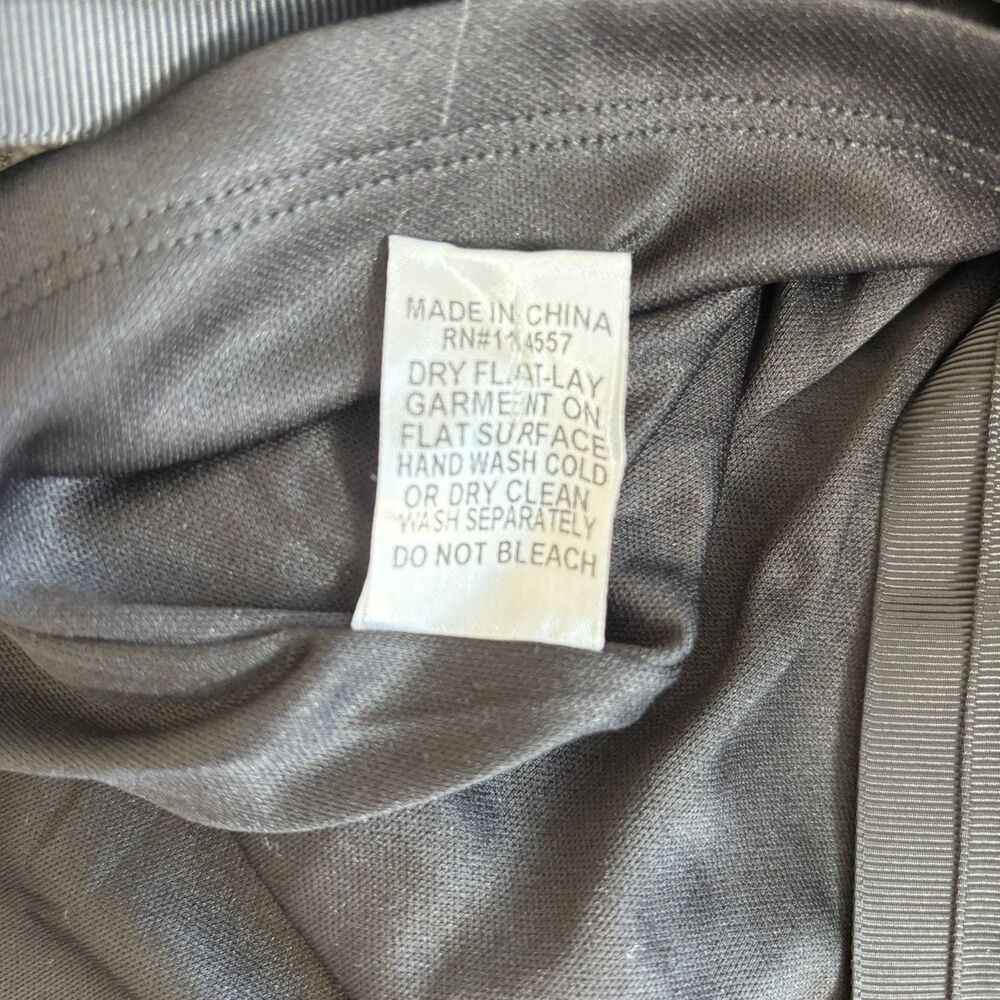 MADE IN CHINA
RN#114557
DRY FLAT-LAY
GARMENT ON
FLAT SURFACE
HAND WASH COLD
OR DRY CLEAN
WASH SEPARATELY
DO NOT BLEACH